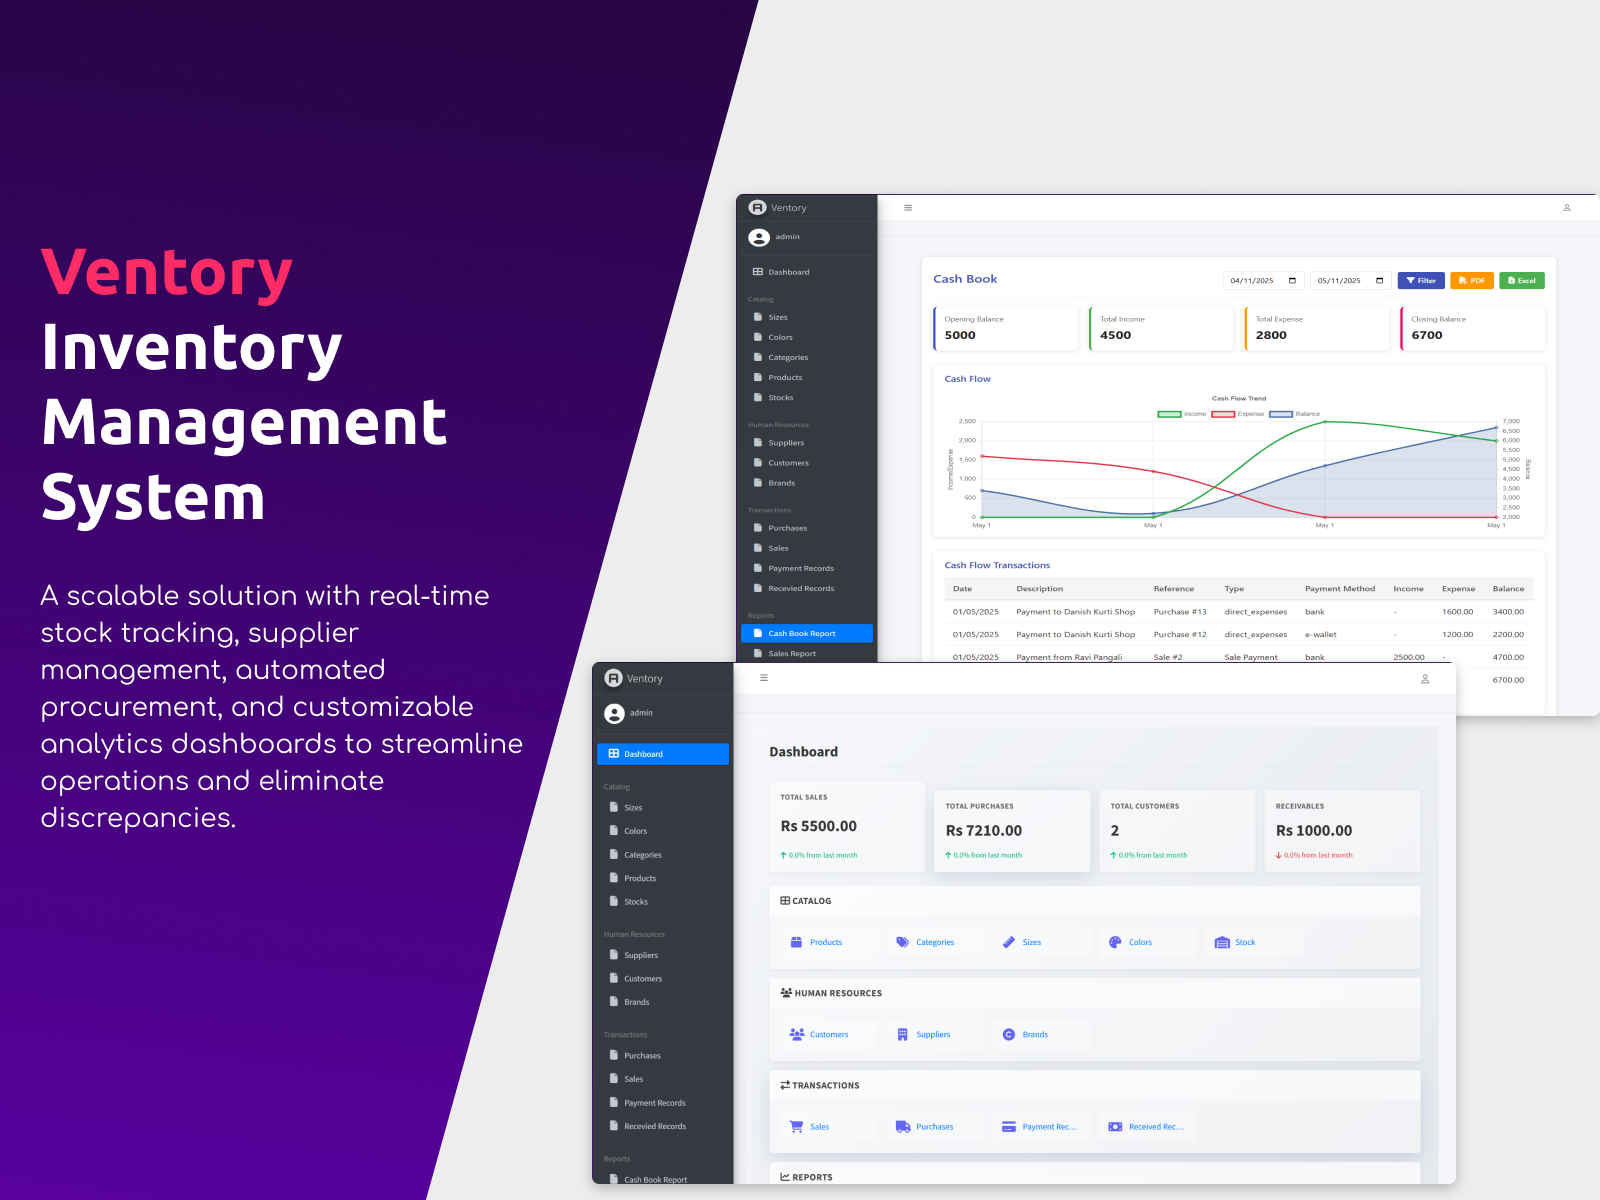 Ventory
Inventory
Management
System
A scalable solution with real-time
stock tracking, supplier
management, automated
procurement, and customizable
analytics dashboards to streamline
operations and eliminate
discrepancies.
Ventory
admin
Dashboard
Catalog
Sizes
Colors
Categories
Products
Stocks
Human Resources
Suppliers
Customers
Brands
Transactions
Purchases
Sales
Payment Records
Recevied Records
Reports
Cash Book Report
Sales Report
Cash Book
04/11/2025 05/11/2025 Filter PDF Excel
Opening Balance Total Income Total Expense Closing Balance
5000 4500 2800 6700
Cash Flow
Cash Flow Trend
Income Expense Balance
Income/Expense
2,500
2,000
1,500
1,000
500
0
7,000
6,500
6,000
5,500
5,000
4,500
4,000
3,500
3,000
2,500
2,000
Balance
May 1 May 1 May 1 May 1
Cash Flow Transactions
Date Description Reference Type Payment Method Income Expense Balance
01/05/2025 Payment to Danish Kurti Shop Purchase #13 direct_expenses bank - 1600.00 3400.00
01/05/2025 Payment to Danish Kurti Shop Purchase #12 direct_expenses e-wallet - 1200.00 2200.00
01/05/2025 Payment from Ravi Pangali Sale #2 Sale Payment bank 2500.00 - 4700.00
6700.00
Ventory
admin
Dashboard
Catalog
Sizes
Colors
Categories
Products
Stocks
Human Resources
Suppliers
Customers
Brands
Transactions
Purchases
Sales
Payment Records
Recevied Records
Reports
Cash Book Report
Dashboard
TOTAL SALES TOTAL PURCHASES TOTAL CUSTOMERS RECEIVABLES
Rs 5500.00 Rs 7210.00 2 Rs 1000.00
0.0% from last month 0.0% from last month 0.0% from last month 0.0% from last month
CATALOG
Products Categories Sizes Colors Stock
HUMAN RESOURCES
Customers Suppliers Brands
TRANSACTIONS
Sales Purchases Payment Rec... Received Rec...
REPORTS